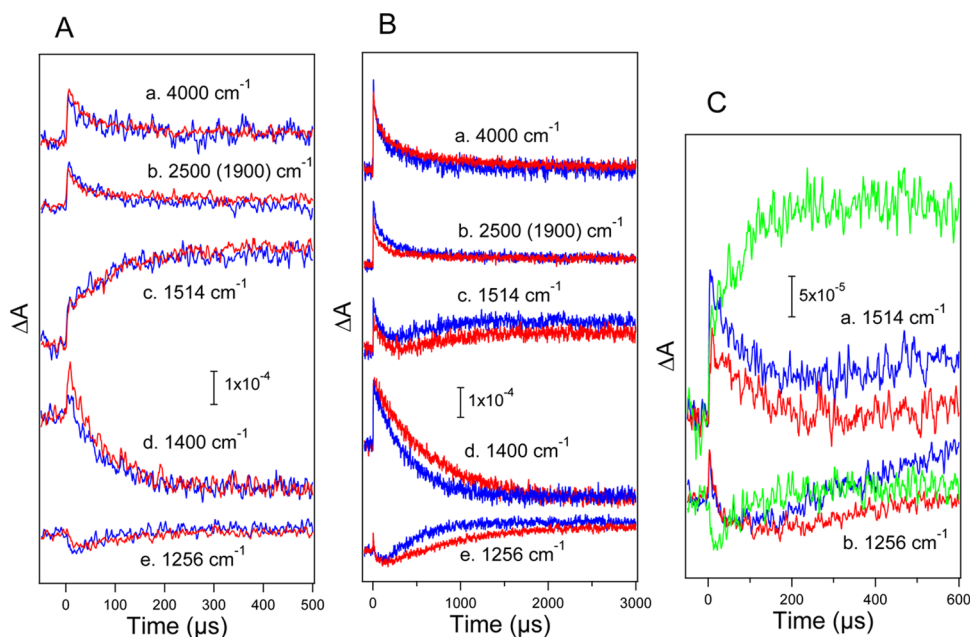 A
a. 4000 cm⁻¹
b. 2500 (1900) cm⁻¹
c. 1514 cm⁻¹
1x10⁻⁴
d. 1400 cm⁻¹
e. 1256 cm⁻¹
ΔA
0 100 200 300 400 500
Time (µs)
B
a. 4000 cm⁻¹
b. 2500 (1900) cm⁻¹
c. 1514 cm⁻¹
1x10⁻⁴
d. 1400 cm⁻¹
e. 1256 cm⁻¹
ΔA
0 1000 2000 3000
Time (µs)
C
5x10⁻⁵
a. 1514 cm⁻¹
b. 1256 cm⁻¹
ΔA
0 200 400 600
Time (µs)